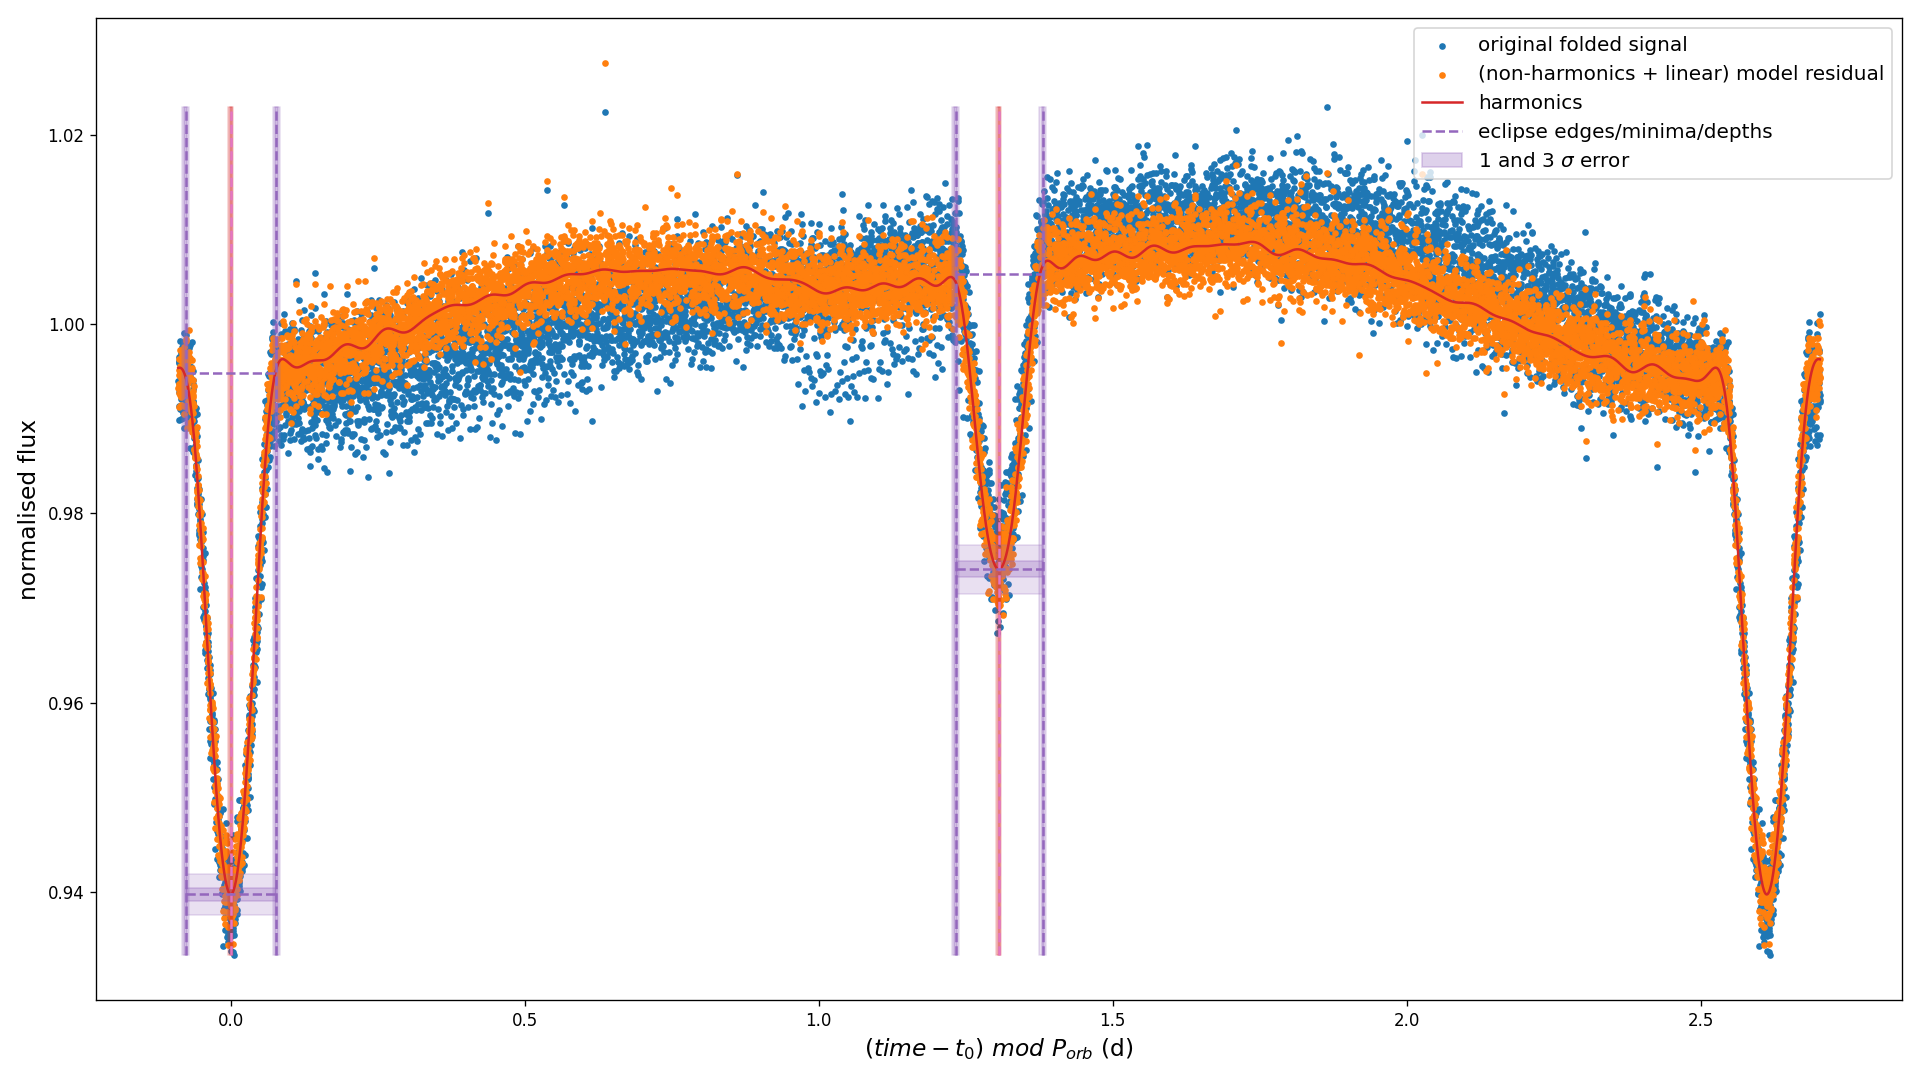 original folded signal
(non-harmonics + linear) model residual
harmonics
eclipse edges/minima/depths
1 and 3 σ error
normalised flux
1.02
1.00
0.98
0.96
0.94
0.0 0.5 1.0 1.5 2.0 2.5
(time − t₀) mod Pₒᵣb (d)